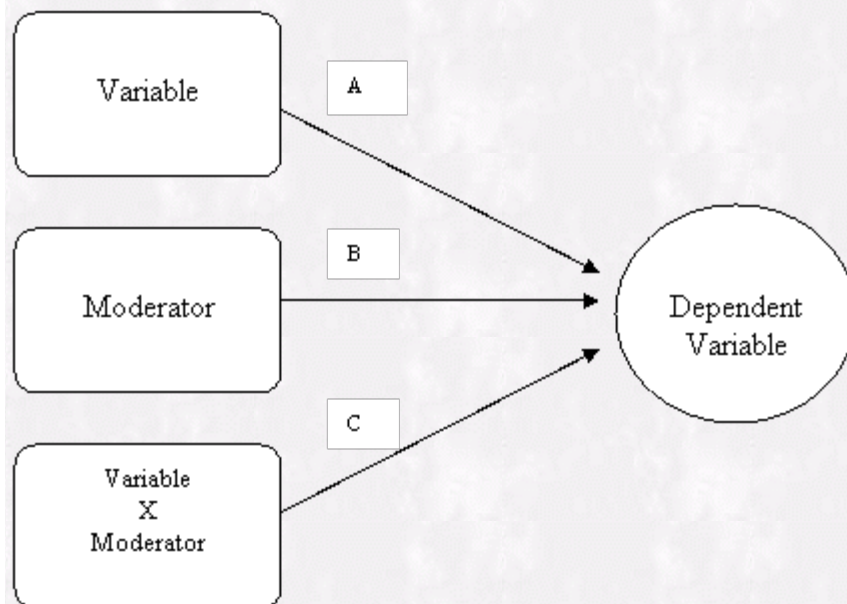 Variable
A
Moderator
B
Dependent
Variable
C
Variable
X
Moderator